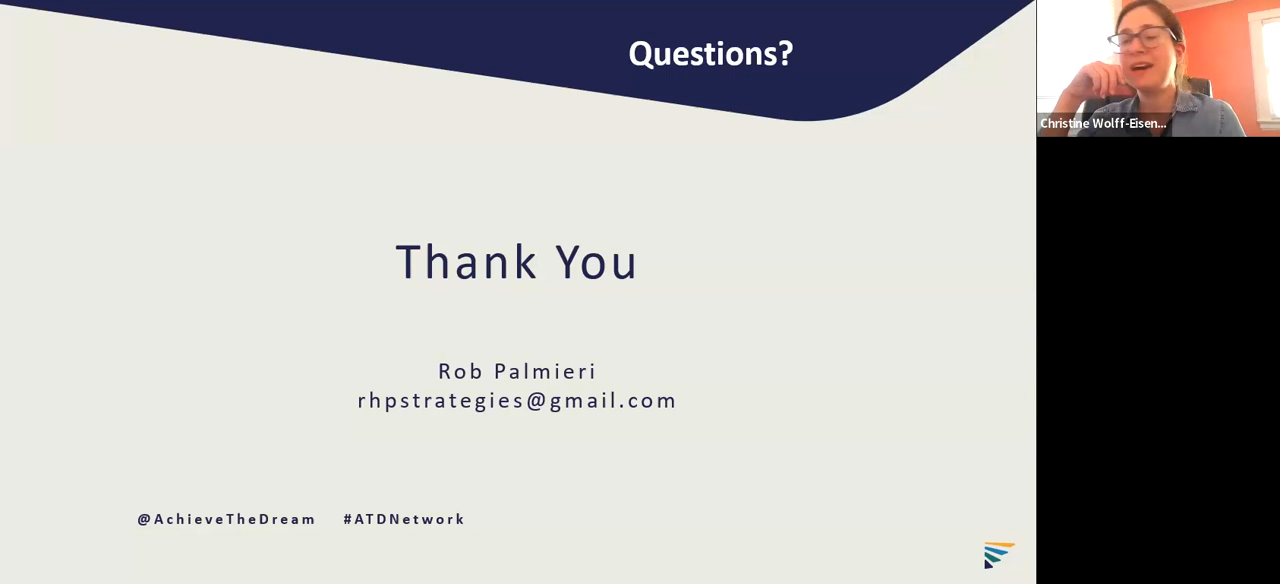 Questions?
Christine Wolff-Eisen...
Thank You
Rob Palmieri
rhpstrategies@gmail.com
@AchieveTheDream #ATDNetwork